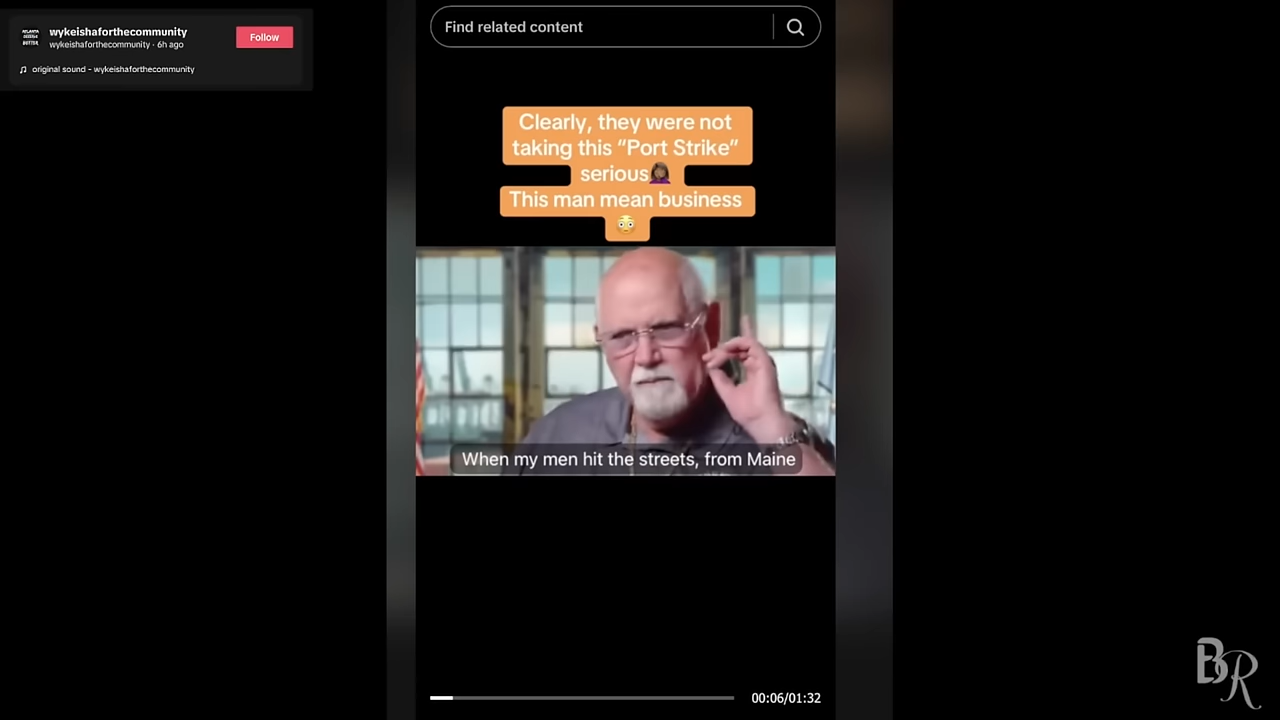 wykeishaforthecommunity
wykeishaforthecommunity · 6h ago
Follow
original sound - wykeishaforthecommunity
Find related content
Clearly, they were not
taking this “Port Strike”
serious🤦🏾‍♀️
This man mean business
😳
When my men hit the streets, from Maine
00:06/01:32
BR